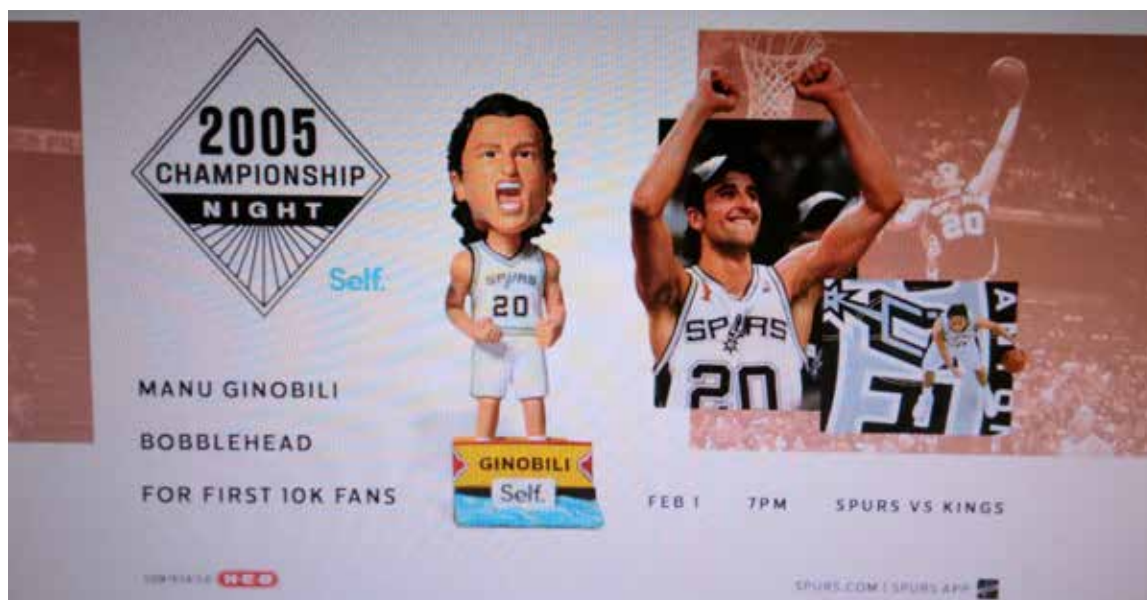 2005
CHAMPIONSHIP
NIGHT
Self.
MANU GINOBILI
BOBBLEHEAD
FOR FIRST 10K FANS
SPURS
20
GINOBILI
Self.
SPURS
20
20
FEB 1 7PM SPURS VS KINGS
H-E-B
SPURS.COM | SPURS APP